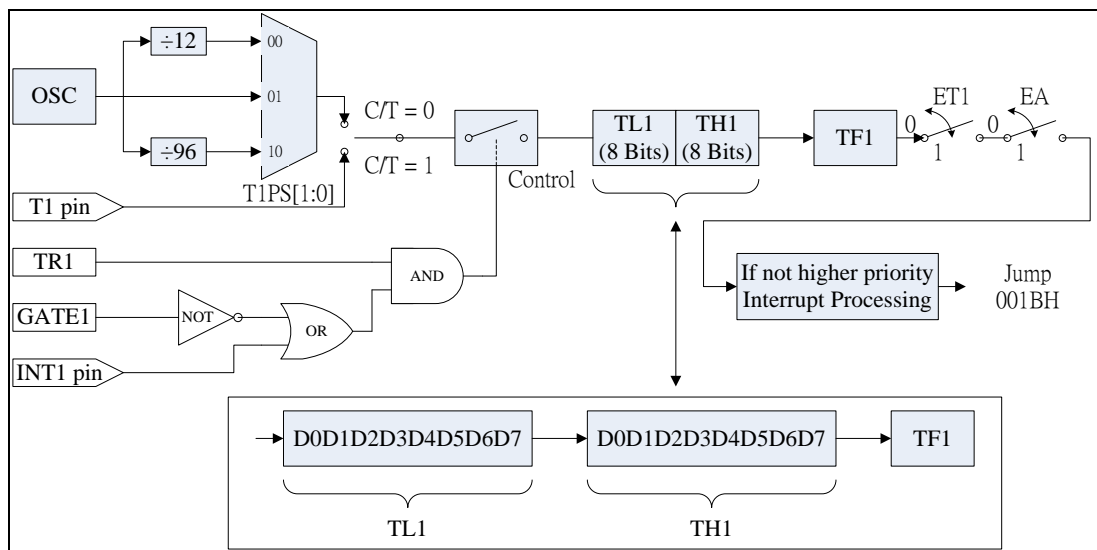 ÷12
00
OSC
01
÷96
10
T1PS[1:0]
C/T = 0
C/T = 1
Control
TL1
(8 Bits)
TH1
(8 Bits)
TF1
ET1
0
1
EA
0
1
T1 pin
TR1
GATE1
NOT
OR
AND
INT1 pin
If not higher priority
Interrupt Processing
Jump
001BH
D0D1D2D3D4D5D6D7
D0D1D2D3D4D5D6D7
TF1
TL1
TH1